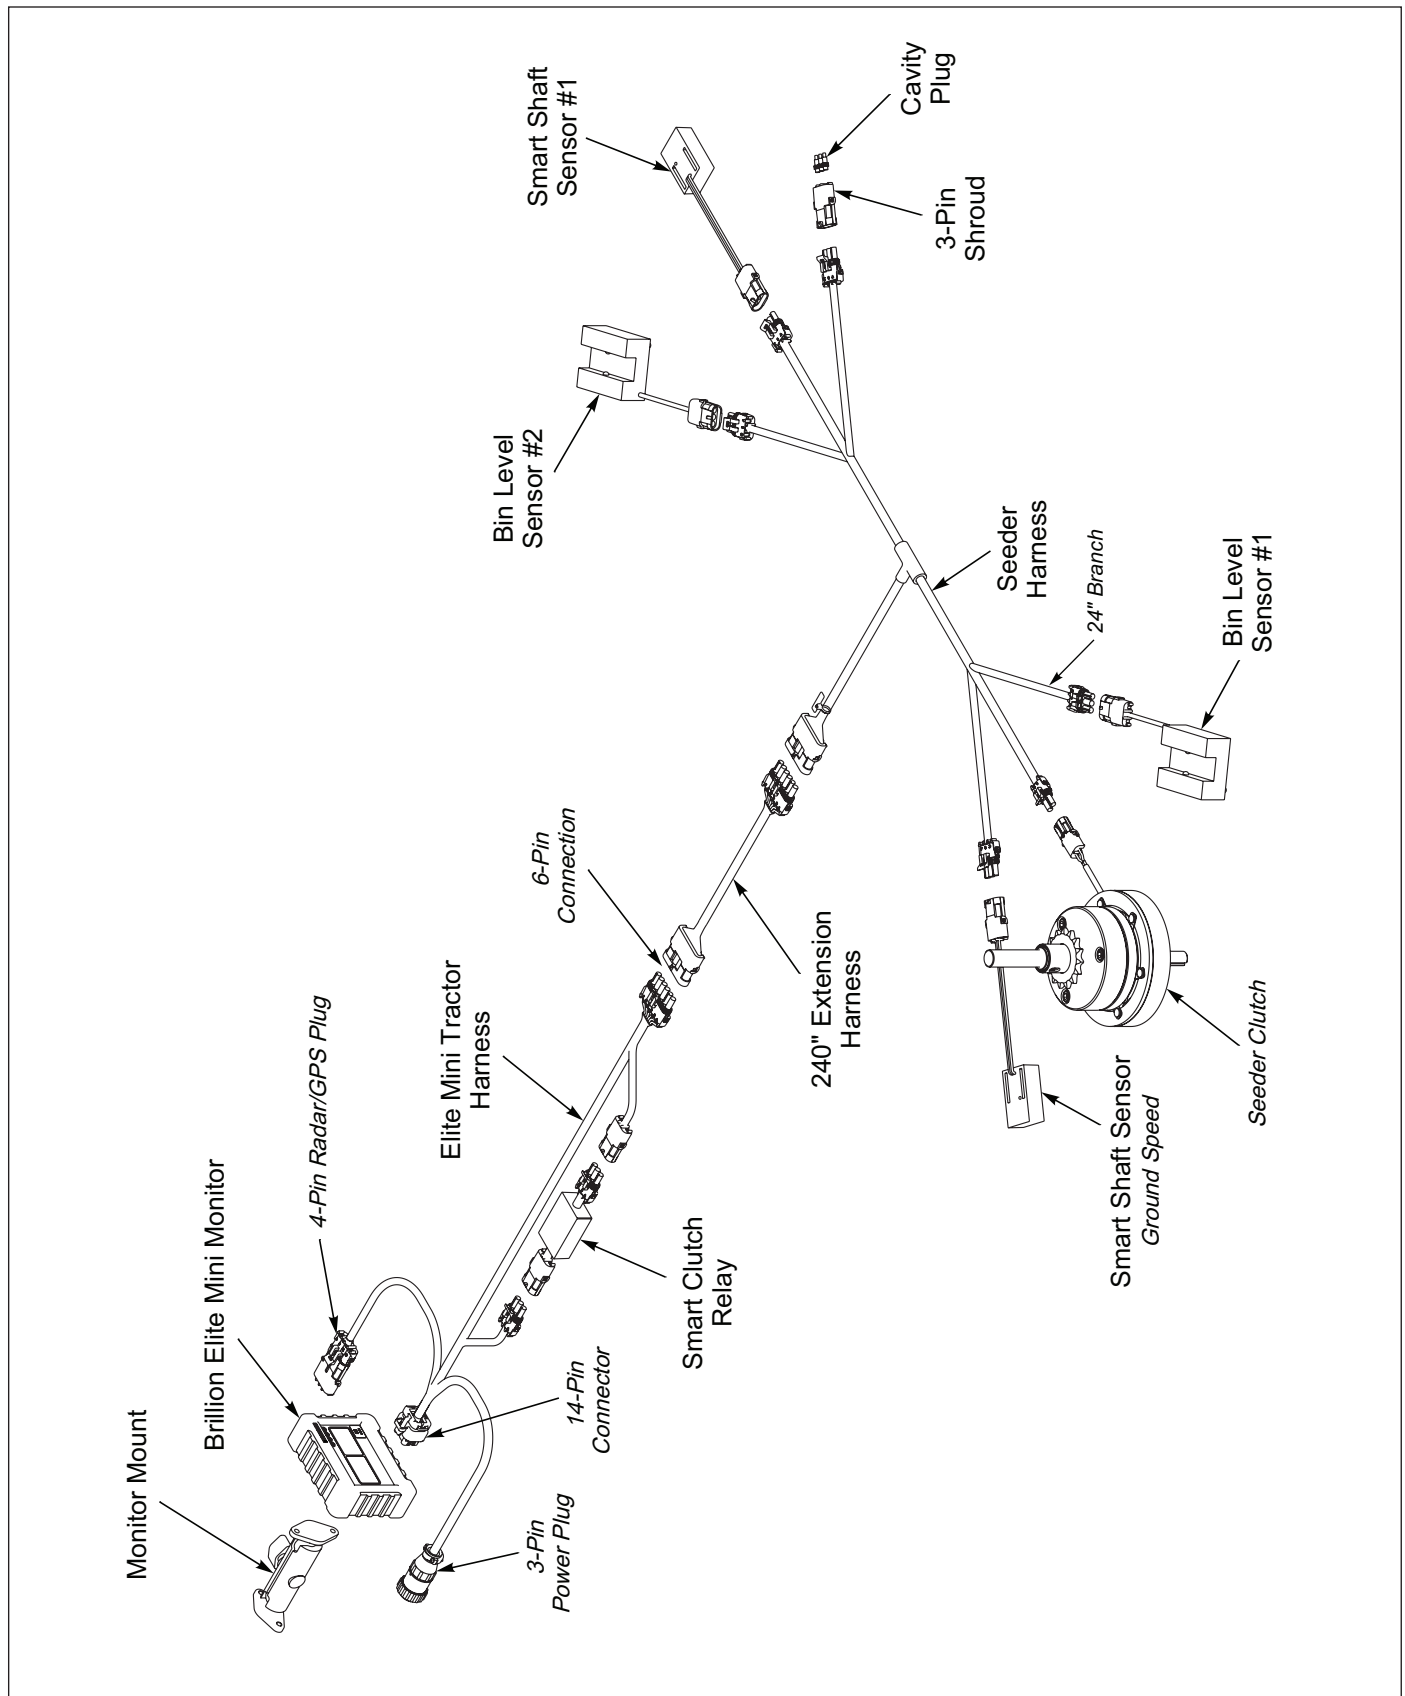 Monitor Mount
Brillion Elite Mini Monitor
4-Pin Radar/GPS Plug
Elite Mini Tractor
Harness
6-Pin
Connection
Bin Level
Sensor #2
Smart Shaft
Sensor #1
Cavity
Plug
3-Pin
Shroud
Seeder
Harness
24" Branch
Bin Level
Sensor #1
240" Extension
Harness
Smart Clutch
Relay
14-Pin
Connector
3-Pin
Power Plug
Smart Shaft Sensor
Ground Speed
Seeder Clutch